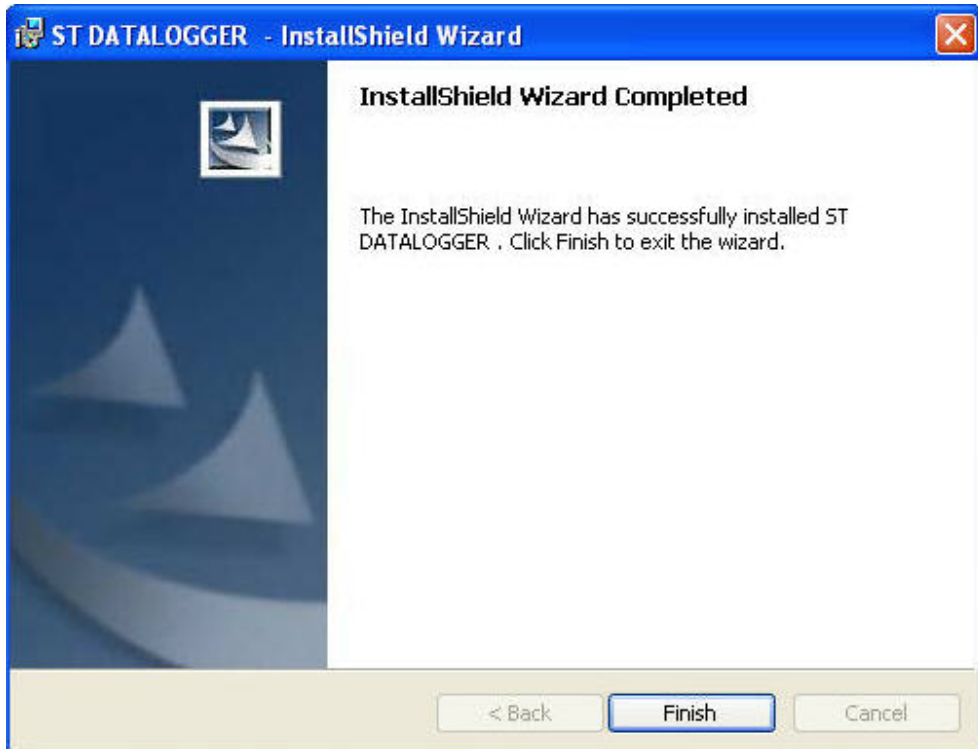 ST DATALOGGER - InstallShield Wizard
InstallShield Wizard Completed
The InstallShield Wizard has successfully installed ST
DATALOGGER . Click Finish to exit the wizard.
< Back
Finish
Cancel